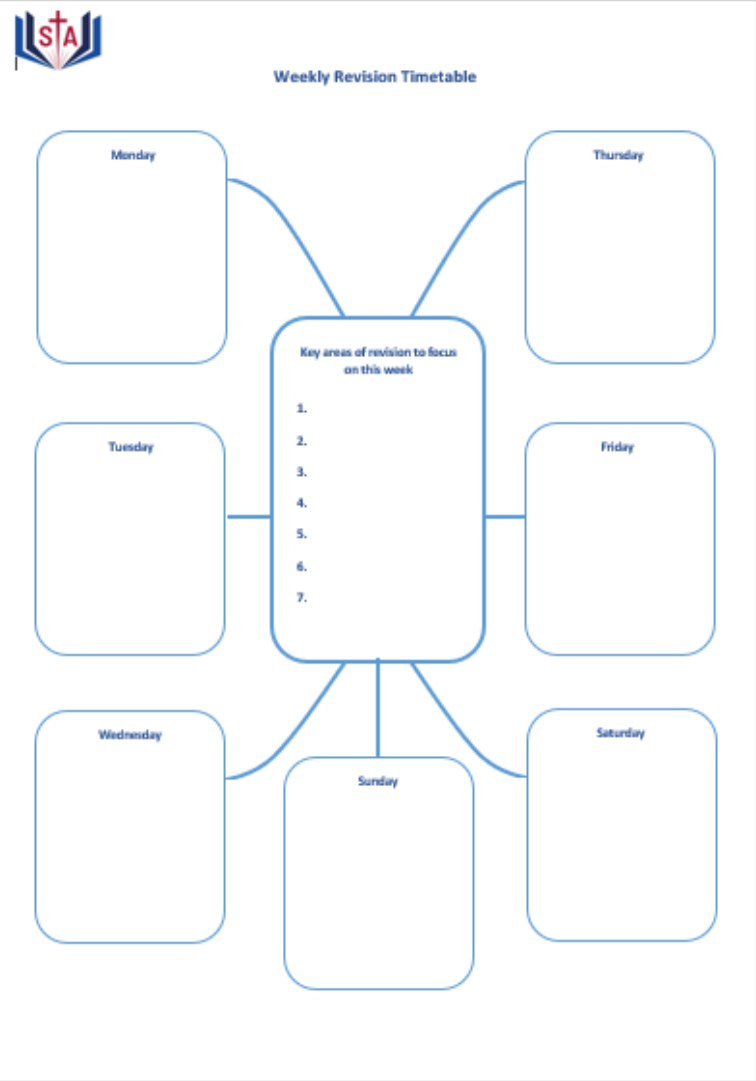 STA
Weekly Revision Timetable
Monday
Thursday
Key areas of revision to focus
on this week
1.
2.
3.
4.
5.
6.
7.
Tuesday
Friday
Wednesday
Saturday
Sunday